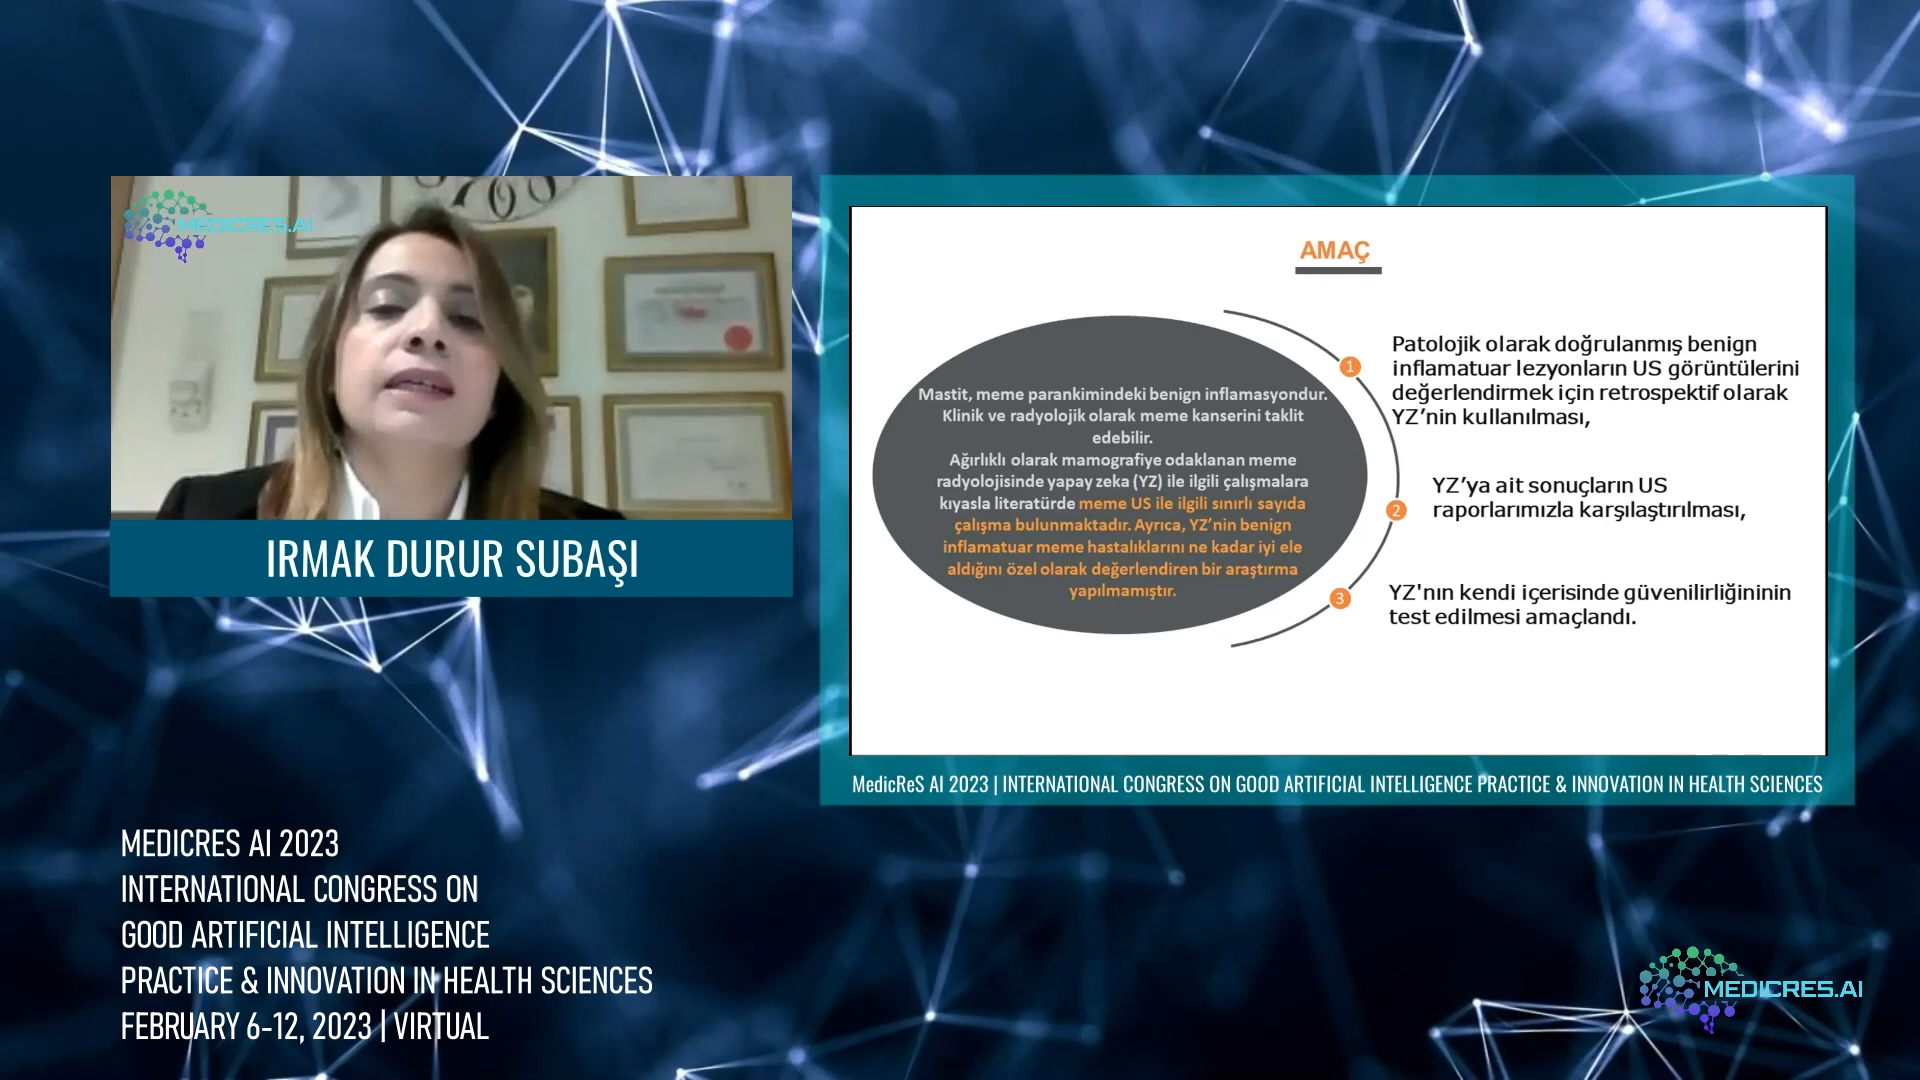 MEDICRES.AI
IRMAK DURUR SUBAŞI
AMAÇ
Mastit, meme parankimindeki benign inflamasyondur.
Klinik ve radyolojik olarak meme kanserini taklit
edebilir.
Ağırlıklı olarak mamografiye odaklanan meme
radyolojisinde yapay zeka (YZ) ile ilgili çalışmalara
kıyasla literatürde meme US ile ilgili sınırlı sayıda
çalışma bulunmaktadır. Ayrıca, YZ’nin benign
inflamatuar meme hastalıklarını ne kadar iyi ele
aldığını özel olarak değerlendiren bir araştırma
yapılmamıştır.
1
Patolojik olarak doğrulanmış benign
inflamatuar lezyonların US görüntülerini
değerlendirmek için retrospektif olarak
YZ’nin kullanılması,
2
YZ’ya ait sonuçların US
raporlarımızla karşılaştırılması,
3
YZ'nın kendi içerisinde güvenilirliğininin
test edilmesi amaçlandı.
MedicReS AI 2023 | INTERNATIONAL CONGRESS ON GOOD ARTIFICIAL INTELLIGENCE PRACTICE & INNOVATION IN HEALTH SCIENCES
MEDICRES AI 2023
INTERNATIONAL CONGRESS ON
GOOD ARTIFICIAL INTELLIGENCE
PRACTICE & INNOVATION IN HEALTH SCIENCES
FEBRUARY 6-12, 2023 | VIRTUAL
MEDICRES.AI